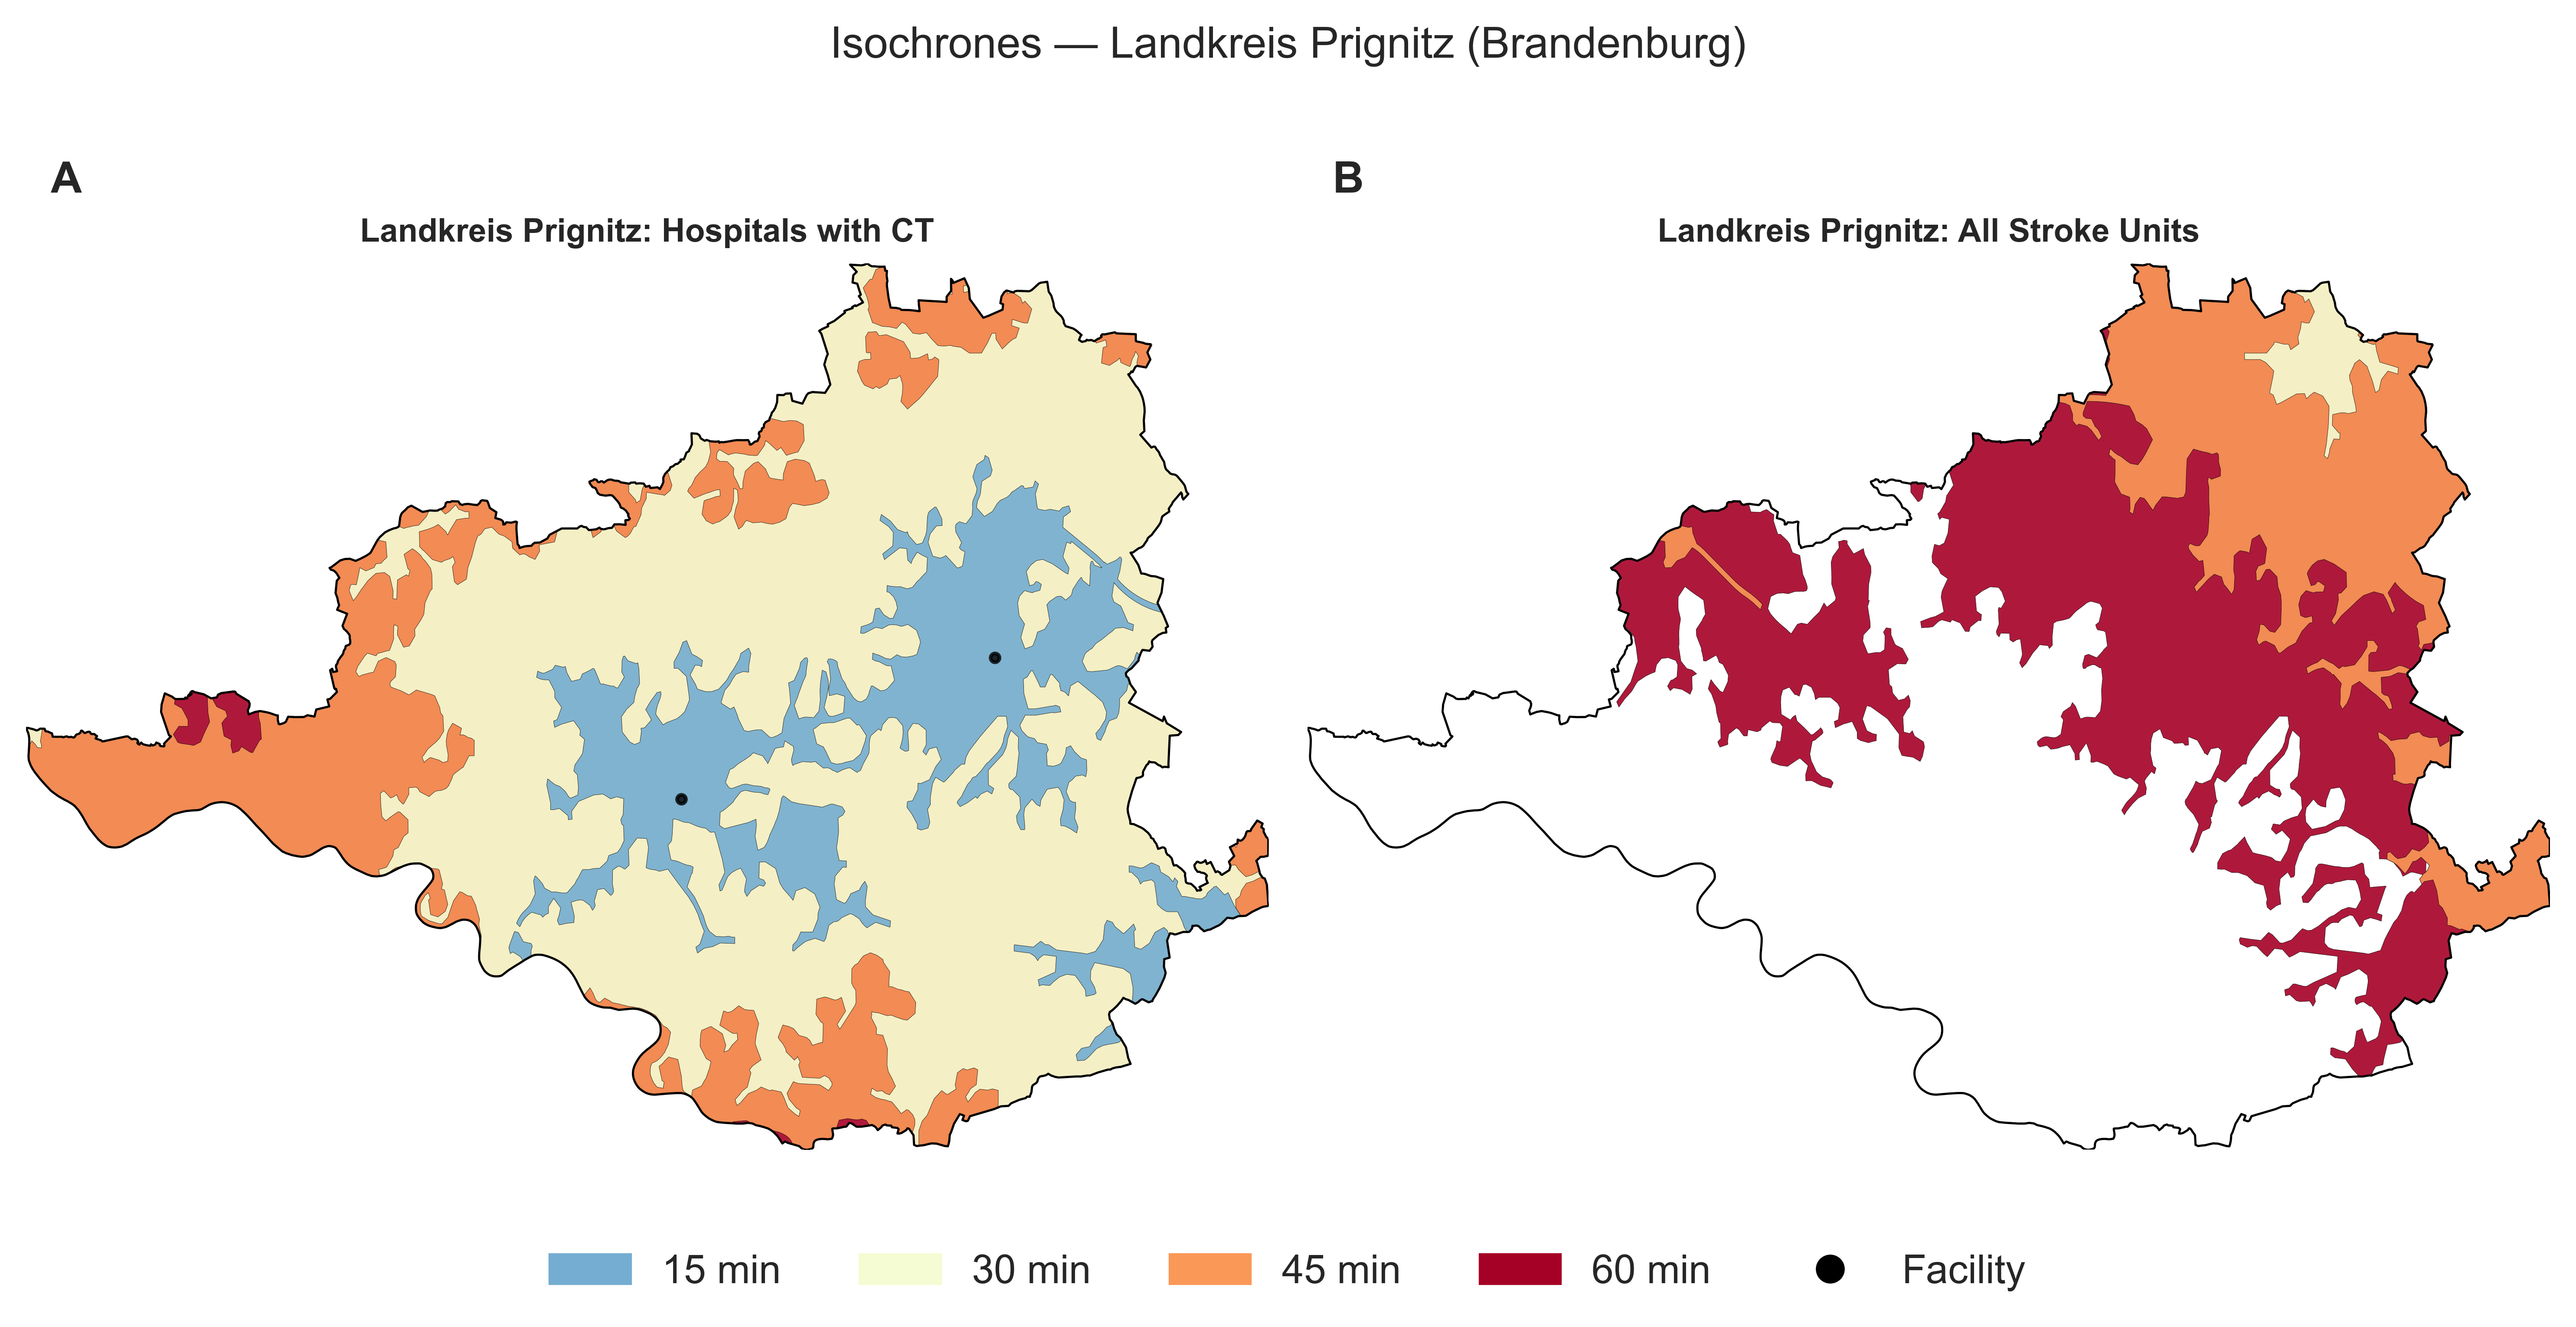 Isochrones — Landkreis Prignitz (Brandenburg)
A
B
Landkreis Prignitz: Hospitals with CT
Landkreis Prignitz: All Stroke Units
15 min
30 min
45 min
60 min
Facility